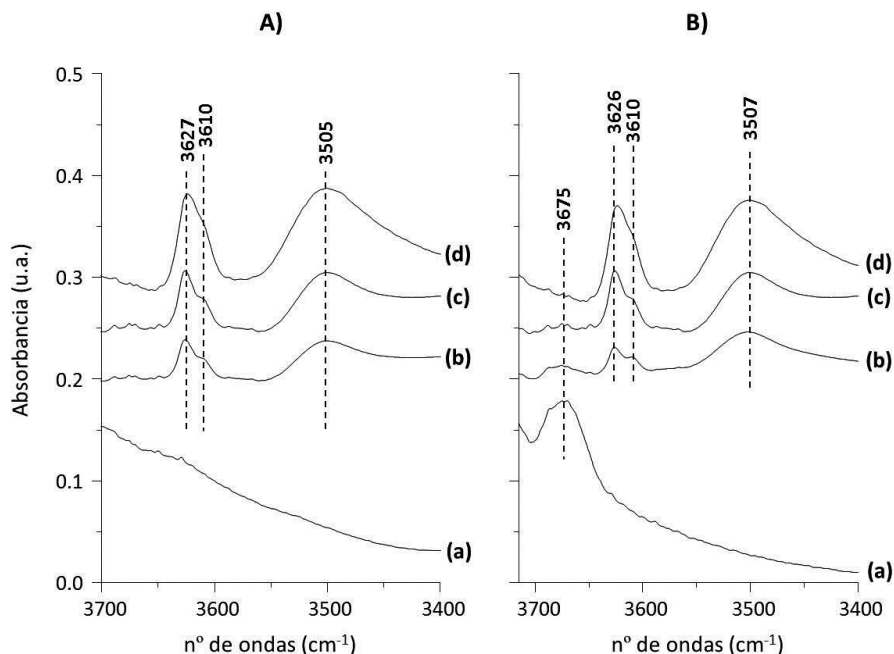 A)
B)
0.5
0.4
0.3
0.2
0.1
0.0
Absorbancia (u.a.)
3627
3610
3505
(d)
(c)
(b)
(a)
3700
3600
3500
3400
nº de ondas (cm⁻¹)
3675
3626
3610
3507
(d)
(c)
(b)
(a)
3700
3600
3500
3400
nº de ondas (cm⁻¹)